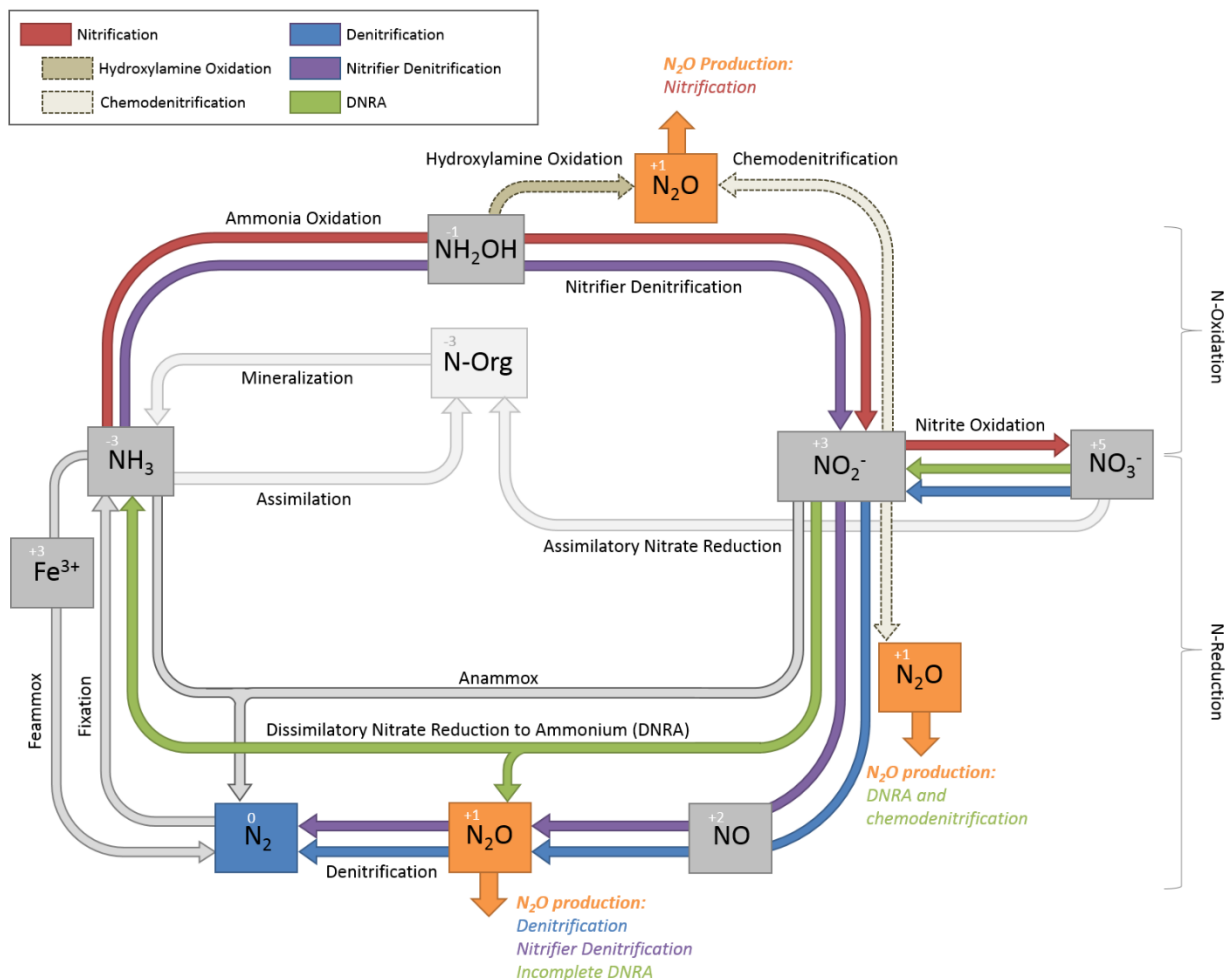 Nitrification
Denitrification
Hydroxylamine Oxidation
Nitrifier Denitrification
Chemodenitrification
DNRA
N₂O Production:
Nitrification
Hydroxylamine Oxidation
Chemodenitrification
+1
N₂O
Ammonia Oxidation
-1
NH₂OH
Nitrifier Denitrification
N-Oxidation
-3
N-Org
Mineralization
Nitrite Oxidation
-3
NH₃
+3
NO₂⁻
+5
NO₃⁻
Assimilation
Assimilatory Nitrate Reduction
+3
Fe³⁺
N-Reduction
+1
N₂O
Anammox
Feammox
Fixation
Dissimilatory Nitrate Reduction to Ammonium (DNRA)
N₂O production:
DNRA and
chemodenitrification
0
N₂
+1
N₂O
+2
NO
Denitrification
N₂O production:
Denitrification
Nitrifier Denitrification
Incomplete DNRA